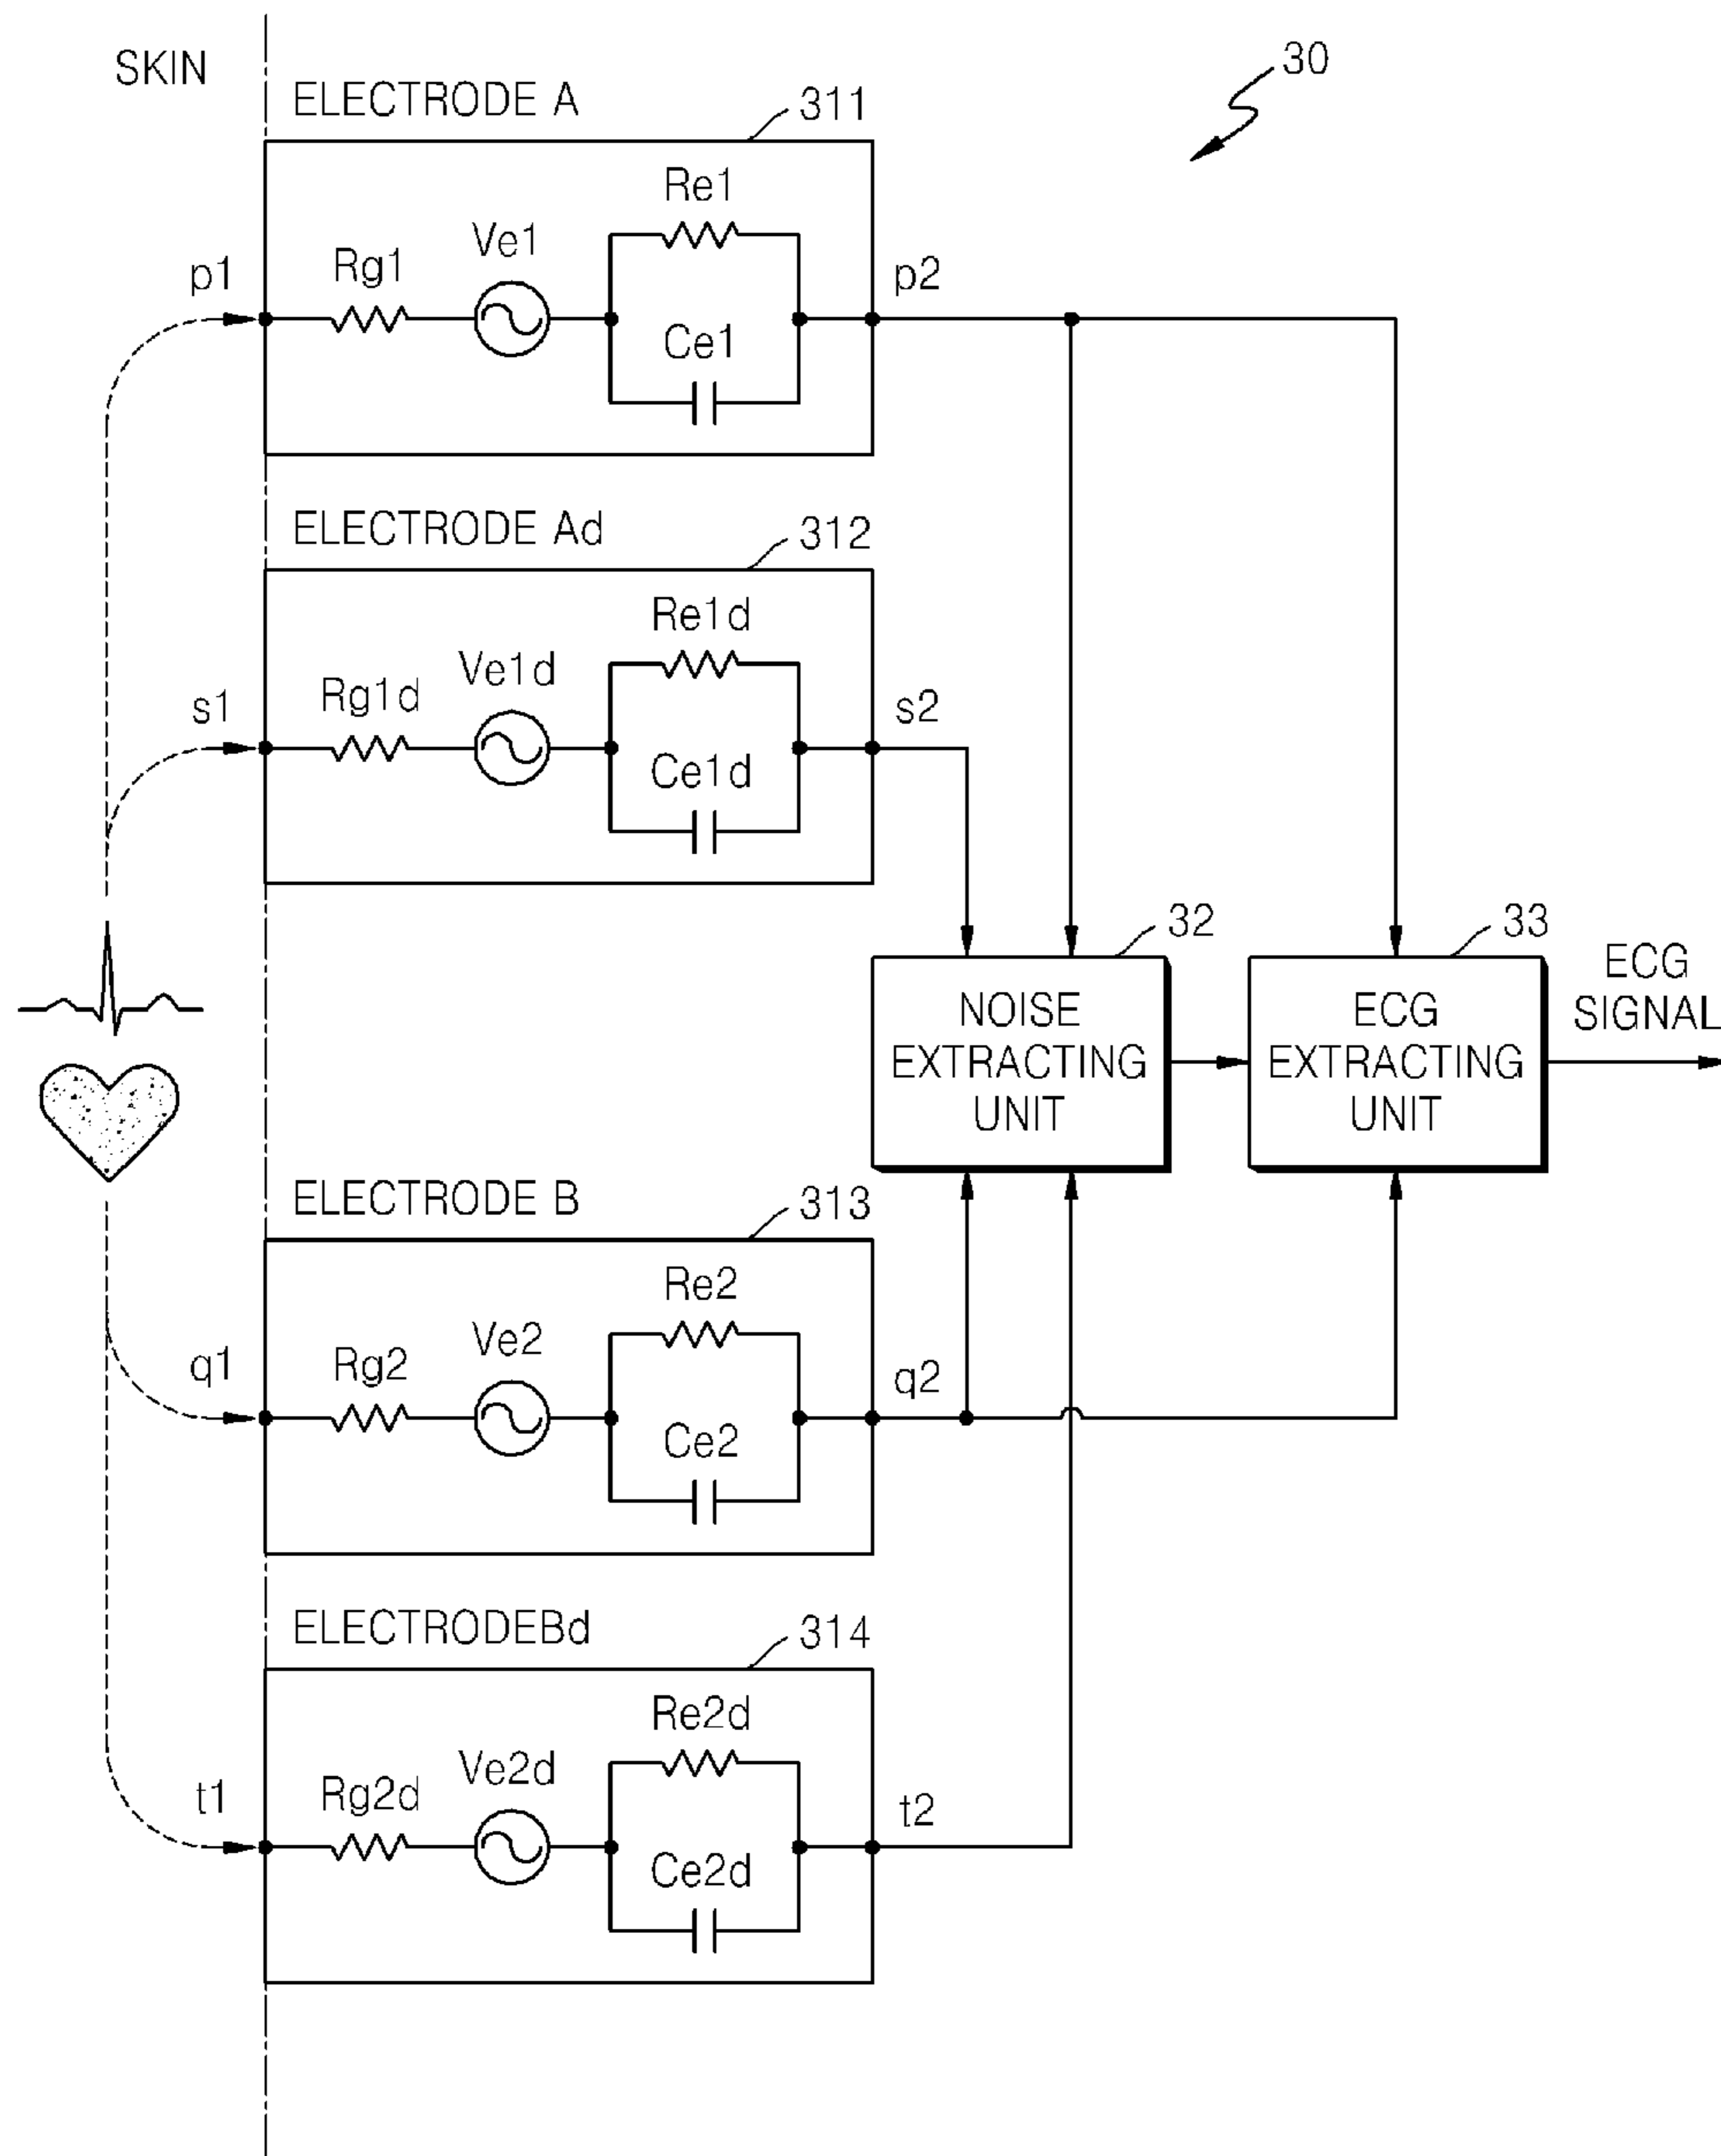 SKIN
30
ELECTRODE A
311
Re1
Ve1
Rg1
p1
p2
Ce1
ELECTRODE Ad
312
Re1d
Ve1d
Rg1d
s1
s2
Ce1d
32
33
NOISE
EXTRACTING
UNIT
ECG
EXTRACTING
UNIT
ECG
SIGNAL
ELECTRODE B
313
Re2
Ve2
Rg2
q1
q2
Ce2
ELECTRODEBd
314
Re2d
Ve2d
Rg2d
t1
t2
Ce2d